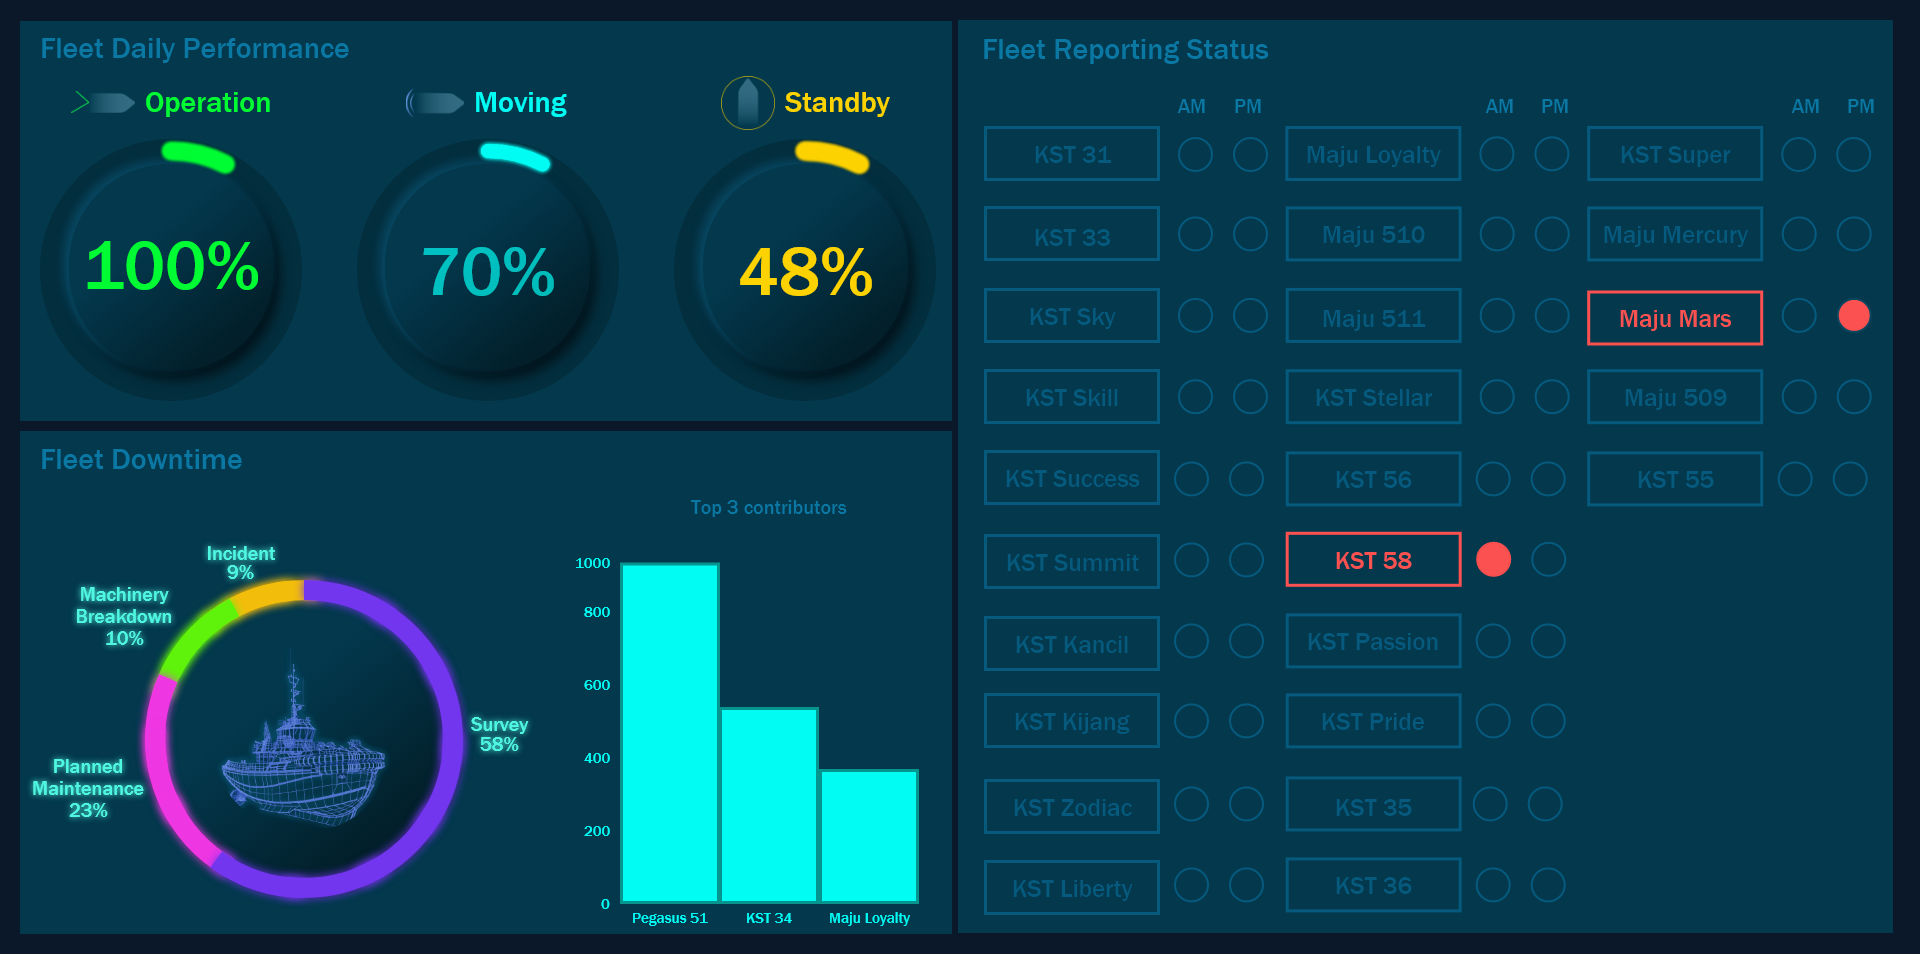 Fleet Daily Performance
Operation
Moving
Standby
100%
70%
48%
Fleet Downtime
Incident
9%
Machinery
Breakdown
10%
Planned
Maintenance
23%
Survey
58%
Top 3 contributors
1000
800
600
400
200
0
Pegasus 51
KST 34
Maju Loyalty
Fleet Reporting Status
AM PM AM PM AM PM
KST 31 Maju Loyalty KST Super
KST 33 Maju 510 Maju Mercury
KST Sky Maju 511 Maju Mars
KST Skill KST Stellar Maju 509
KST Success KST 56 KST 55
KST Summit KST 58
KST Kancil KST Passion
KST Kijang KST Pride
KST Zodiac KST 35
KST Liberty KST 36